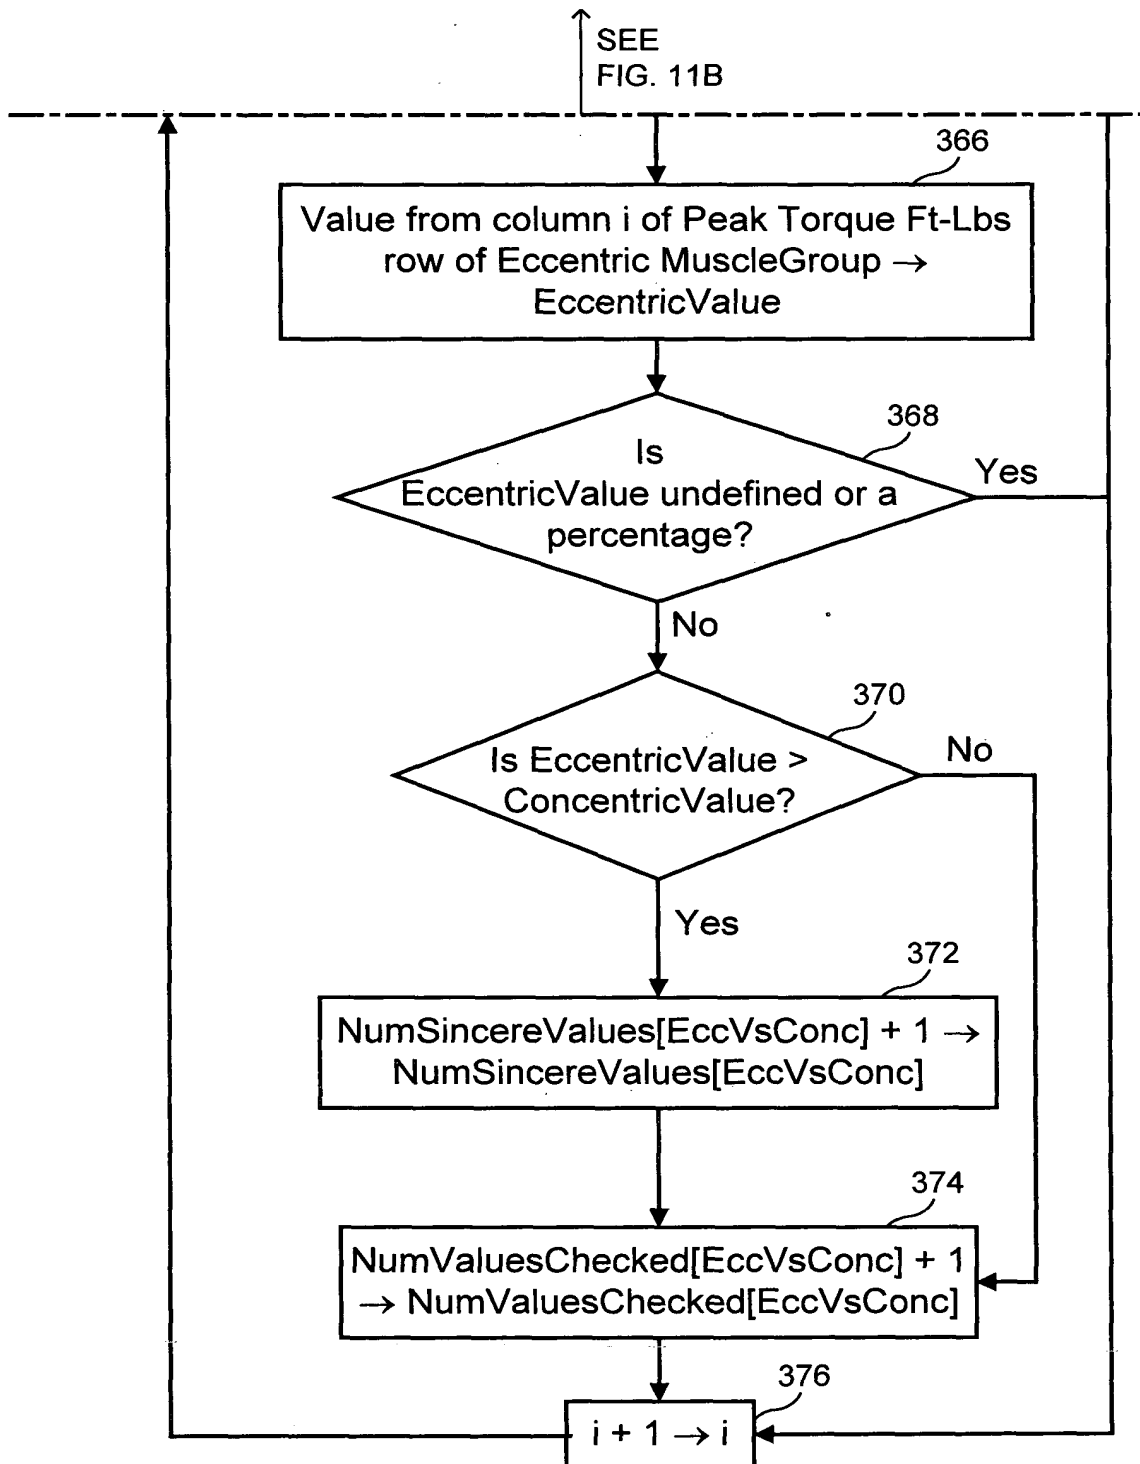 SEE
FIG. 11B
366
Value from column i of Peak Torque Ft-Lbs
row of Eccentric MuscleGroup →
EccentricValue
368
Is
EccentricValue undefined or a
percentage?
Yes
No
370
Is EccentricValue >
ConcentricValue?
No
Yes
372
NumSincereValues[EccVsConc] + 1 →
NumSincereValues[EccVsConc]
374
NumValuesChecked[EccVsConc] + 1
→ NumValuesChecked[EccVsConc]
376
i + 1 → i